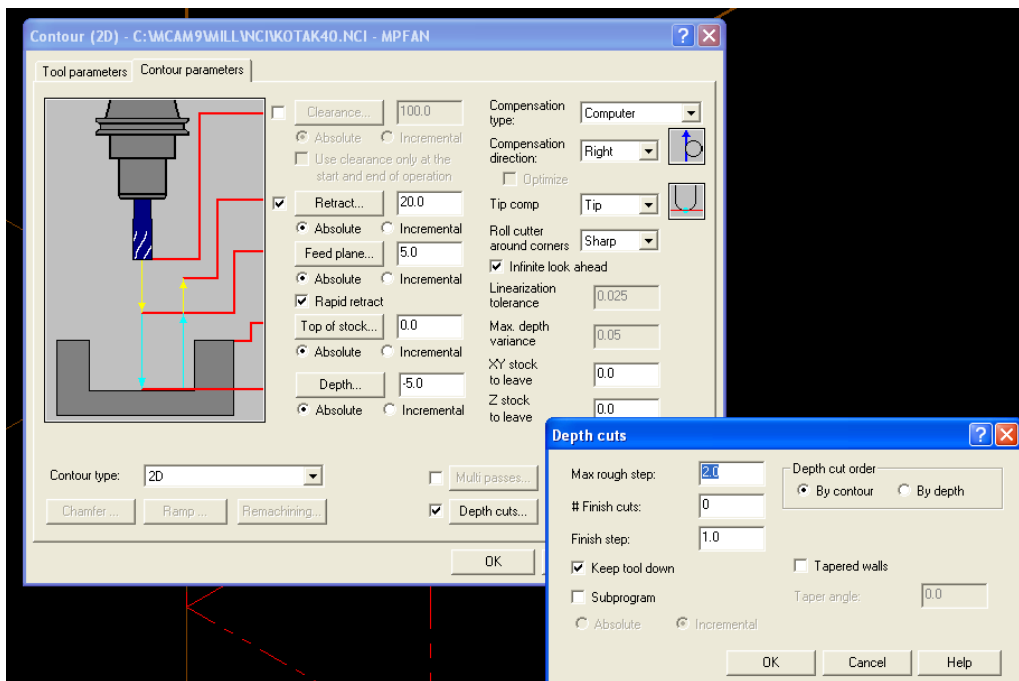 Contour (2D) - C:\MCAM9\MILL\NCI\KOTAK40.NCI - MPFAN
Tool parameters
Contour parameters
Clearance...
100.0
Absolute
Incremental
Use clearance only at the
start and end of operation
Retract...
20.0
Absolute
Incremental
Feed plane...
5.0
Absolute
Incremental
Rapid retract
Top of stock...
0.0
Absolute
Incremental
Depth...
-5.0
Absolute
Incremental
Compensation
type:
Computer
Compensation
direction:
Right
Optimize
Tip comp
Tip
Roll cutter
around corners
Sharp
Infinite look ahead
Linearization
tolerance
0.025
Max. depth
variance
0.05
XY stock
to leave
0.0
Z stock
to leave
0.0
Contour type:
2D
Chamfer ...
Ramp ...
Remachining...
Multi passes...
Depth cuts...
OK
Depth cuts
Max rough step:
2.0
# Finish cuts:
0
Finish step:
1.0
Keep tool down
Subprogram
Absolute
Incremental
Depth cut order
By contour
By depth
Tapered walls
Taper angle:
0.0
OK
Cancel
Help